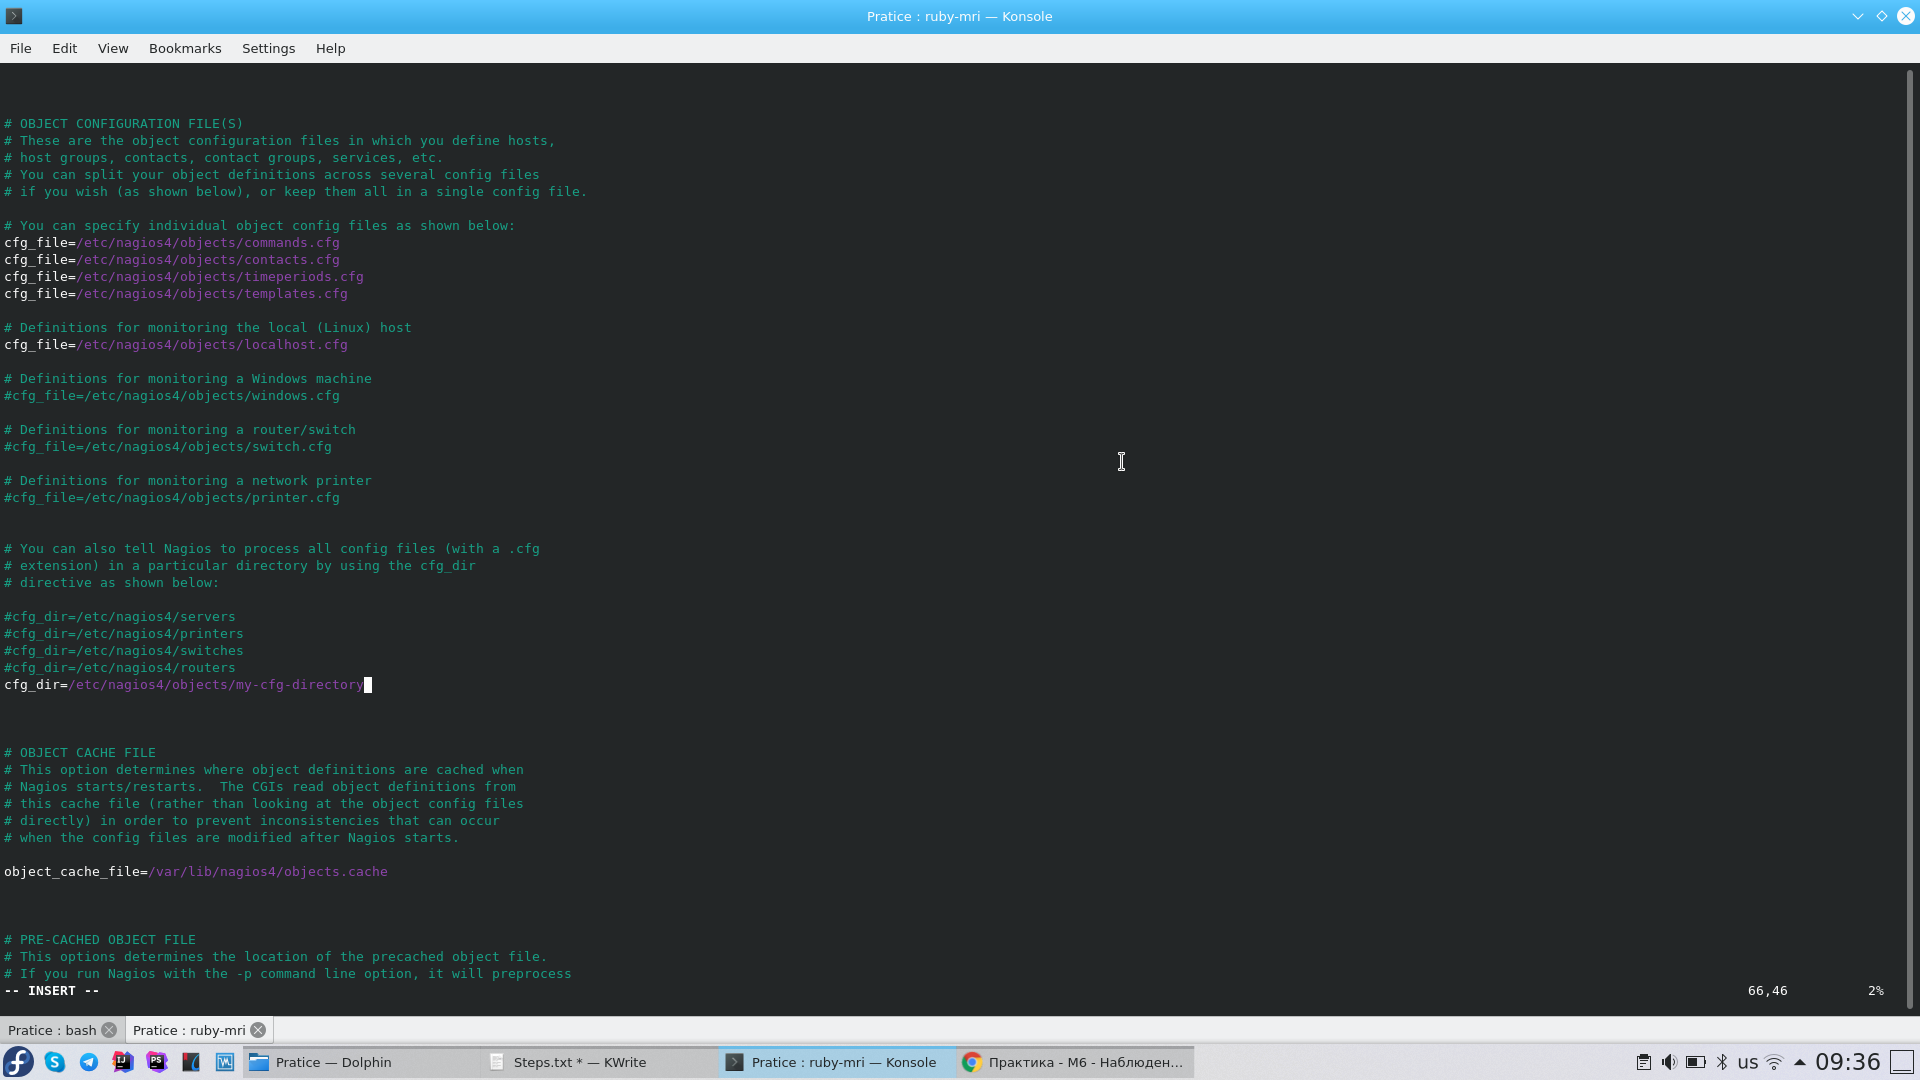 Pratice : ruby-mri — Konsole
File Edit View Bookmarks Settings Help
# OBJECT CONFIGURATION FILE(S)
# These are the object configuration files in which you define hosts,
# host groups, contacts, contact groups, services, etc.
# You can split your object definitions across several config files
# if you wish (as shown below), or keep them all in a single config file.
# You can specify individual object config files as shown below:
cfg_file=/etc/nagios4/objects/commands.cfg
cfg_file=/etc/nagios4/objects/contacts.cfg
cfg_file=/etc/nagios4/objects/timeperiods.cfg
cfg_file=/etc/nagios4/objects/templates.cfg
# Definitions for monitoring the local (Linux) host
cfg_file=/etc/nagios4/objects/localhost.cfg
# Definitions for monitoring a Windows machine
#cfg_file=/etc/nagios4/objects/windows.cfg
# Definitions for monitoring a router/switch
#cfg_file=/etc/nagios4/objects/switch.cfg
# Definitions for monitoring a network printer
#cfg_file=/etc/nagios4/objects/printer.cfg
# You can also tell Nagios to process all config files (with a .cfg
# extension) in a particular directory by using the cfg_dir
# directive as shown below:
#cfg_dir=/etc/nagios4/servers
#cfg_dir=/etc/nagios4/printers
#cfg_dir=/etc/nagios4/switches
#cfg_dir=/etc/nagios4/routers
cfg_dir=/etc/nagios4/objects/my-cfg-directory
# OBJECT CACHE FILE
# This option determines where object definitions are cached when
# Nagios starts/restarts.  The CGIs read object definitions from
# this cache file (rather than looking at the object config files
# directly) in order to prevent inconsistencies that can occur
# when the config files are modified after Nagios starts.
object_cache_file=/var/lib/nagios4/objects.cache
# PRE-CACHED OBJECT FILE
# This options determines the location of the precached object file.
# If you run Nagios with the -p command line option, it will preprocess
-- INSERT -- 66,46 2%
Pratice : bash Pratice : ruby-mri
Pratice — Dolphin Steps.txt * — KWrite Pratice : ruby-mri — Konsole Практика - М6 - Наблюден... us 09:36